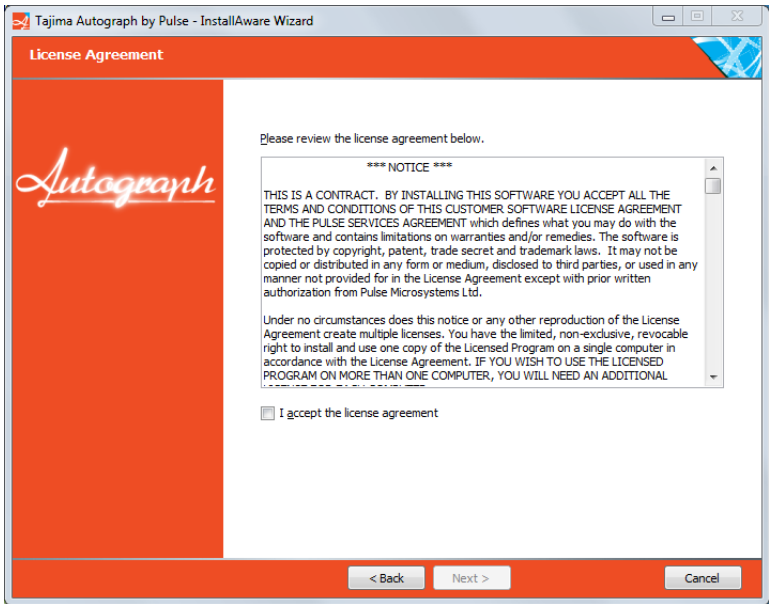 Tajima Autograph by Pulse - InstallAware Wizard
License Agreement
Autograph
Please review the license agreement below.
*** NOTICE ***
THIS IS A CONTRACT. BY INSTALLING THIS SOFTWARE YOU ACCEPT ALL THE
TERMS AND CONDITIONS OF THIS CUSTOMER SOFTWARE LICENSE AGREEMENT
AND THE PULSE SERVICES AGREEMENT which defines what you may do with the
software and contains limitations on warranties and/or remedies. The software is
protected by copyright, patent, trade secret and trademark laws. It may not be
copied or distributed in any form or medium, disclosed to third parties, or used in any
manner not provided for in the License Agreement except with prior written
authorization from Pulse Microsystems Ltd.
Under no circumstances does this notice or any other reproduction of the License
Agreement create multiple licenses. You have the limited, non-exclusive, revocable
right to install and use one copy of the Licensed Program on a single computer in
accordance with the License Agreement. IF YOU WISH TO USE THE LICENSED
PROGRAM ON MORE THAN ONE COMPUTER, YOU WILL NEED AN ADDITIONAL
I accept the license agreement
< Back
Next >
Cancel